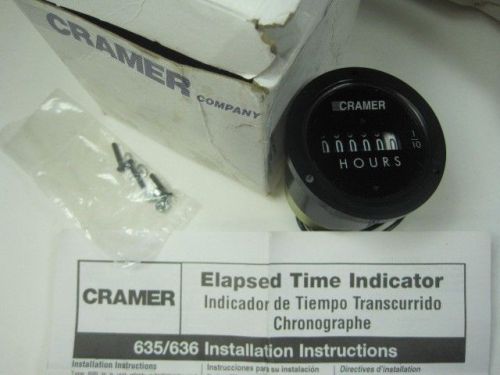 CRAMER
COMPANY
CRAMER
000000
1/10
HOURS
CRAMER
Elapsed Time Indicator
Indicador de Tiempo Transcurrido
Chronographe
635/636 Installation Instructions
Installation Instructions
Instrucciones para su instalación
Directives d'installation